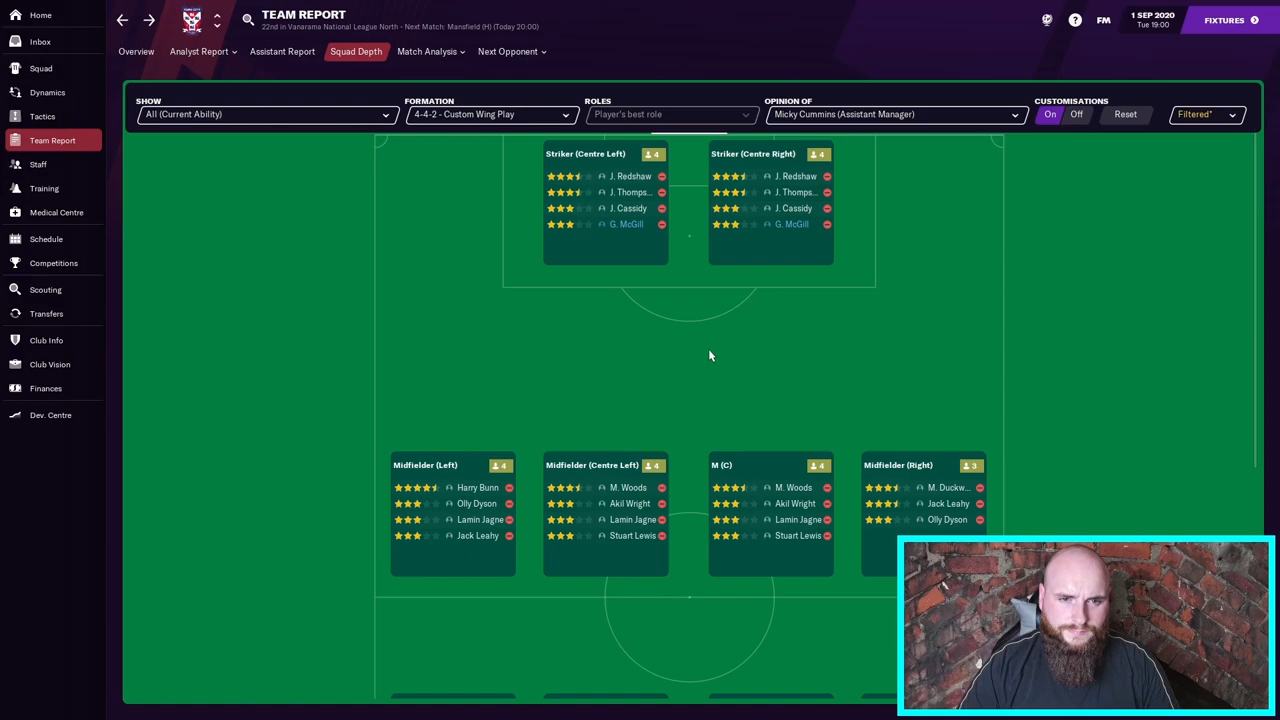 Home
Inbox
Squad
Dynamics
Tactics
Team Report
Staff
Training
Medical Centre
Schedule
Competitions
Scouting
Transfers
Club Info
Club Vision
Finances
Dev. Centre
TEAM REPORT
22nd in Vanarama National League North - Next Match: Mansfield (H) (Today 20:00)
FM
1 SEP 2020
Tue 19:00
FIXTURES
Overview
Analyst Report
Assistant Report
Squad Depth
Match Analysis
Next Opponent
SHOW
All (Current Ability)
FORMATION
4-4-2 - Custom Wing Play
ROLES
Player's best role
OPINION OF
Micky Cummins (Assistant Manager)
CUSTOMISATIONS
On Off Reset
Filtered*
Striker (Centre Left) 4
J. Redshaw
J. Thomps...
J. Cassidy
G. McGill
Striker (Centre Right) 4
J. Redshaw
J. Thomps...
J. Cassidy
G. McGill
Midfielder (Left) 4
Harry Bunn
Olly Dyson
Lamin Jagne
Jack Leahy
Midfielder (Centre Left) 4
M. Woods
Akil Wright
Lamin Jagne
Stuart Lewis
M (C) 4
M. Woods
Akil Wright
Lamin Jagne
Stuart Lewis
Midfielder (Right) 3
M. Duckw...
Jack Leahy
Olly Dyson